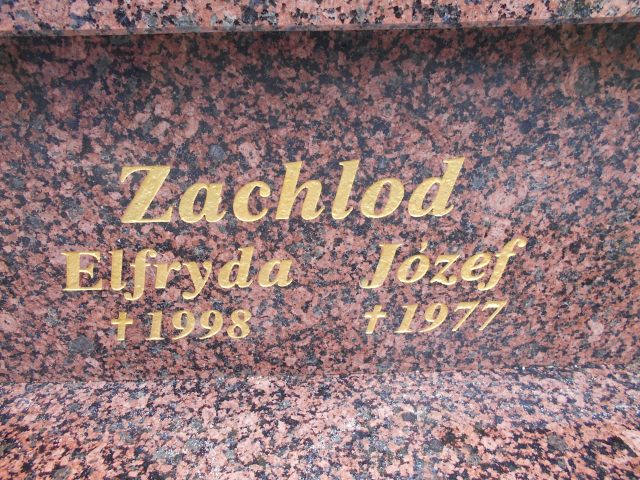 Zachlod
Elfryda Józef
✝ 1998 ✝ 1977